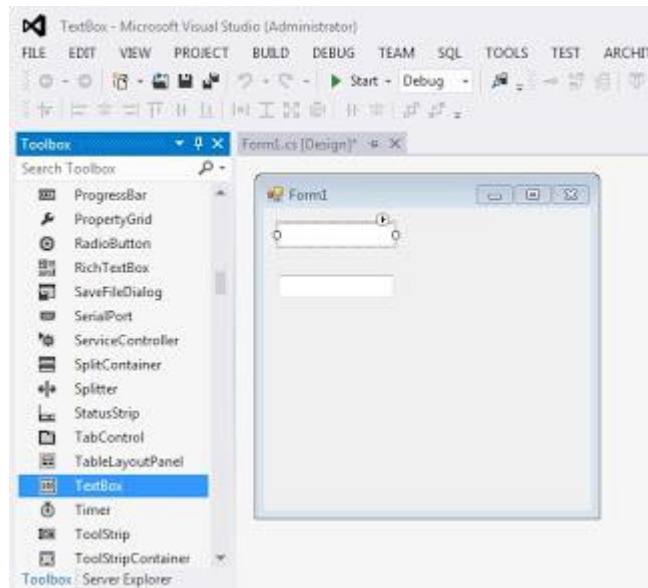 TextBox - Microsoft Visual Studio (Administrator)
FILE EDIT VIEW PROJECT BUILD DEBUG TEAM SQL TOOLS TEST ARCHI
Start Debug
Toolbox
Form1.cs [Design]*
Search Toolbox
ProgressBar
Form1
PropertyGrid
RadioButton
RichTextBox
SaveFileDialog
SerialPort
ServiceController
SplitContainer
Splitter
StatusStrip
TabControl
TableLayoutPanel
TextBox
Timer
ToolStrip
ToolStripContainer
Toolbox Server Explorer